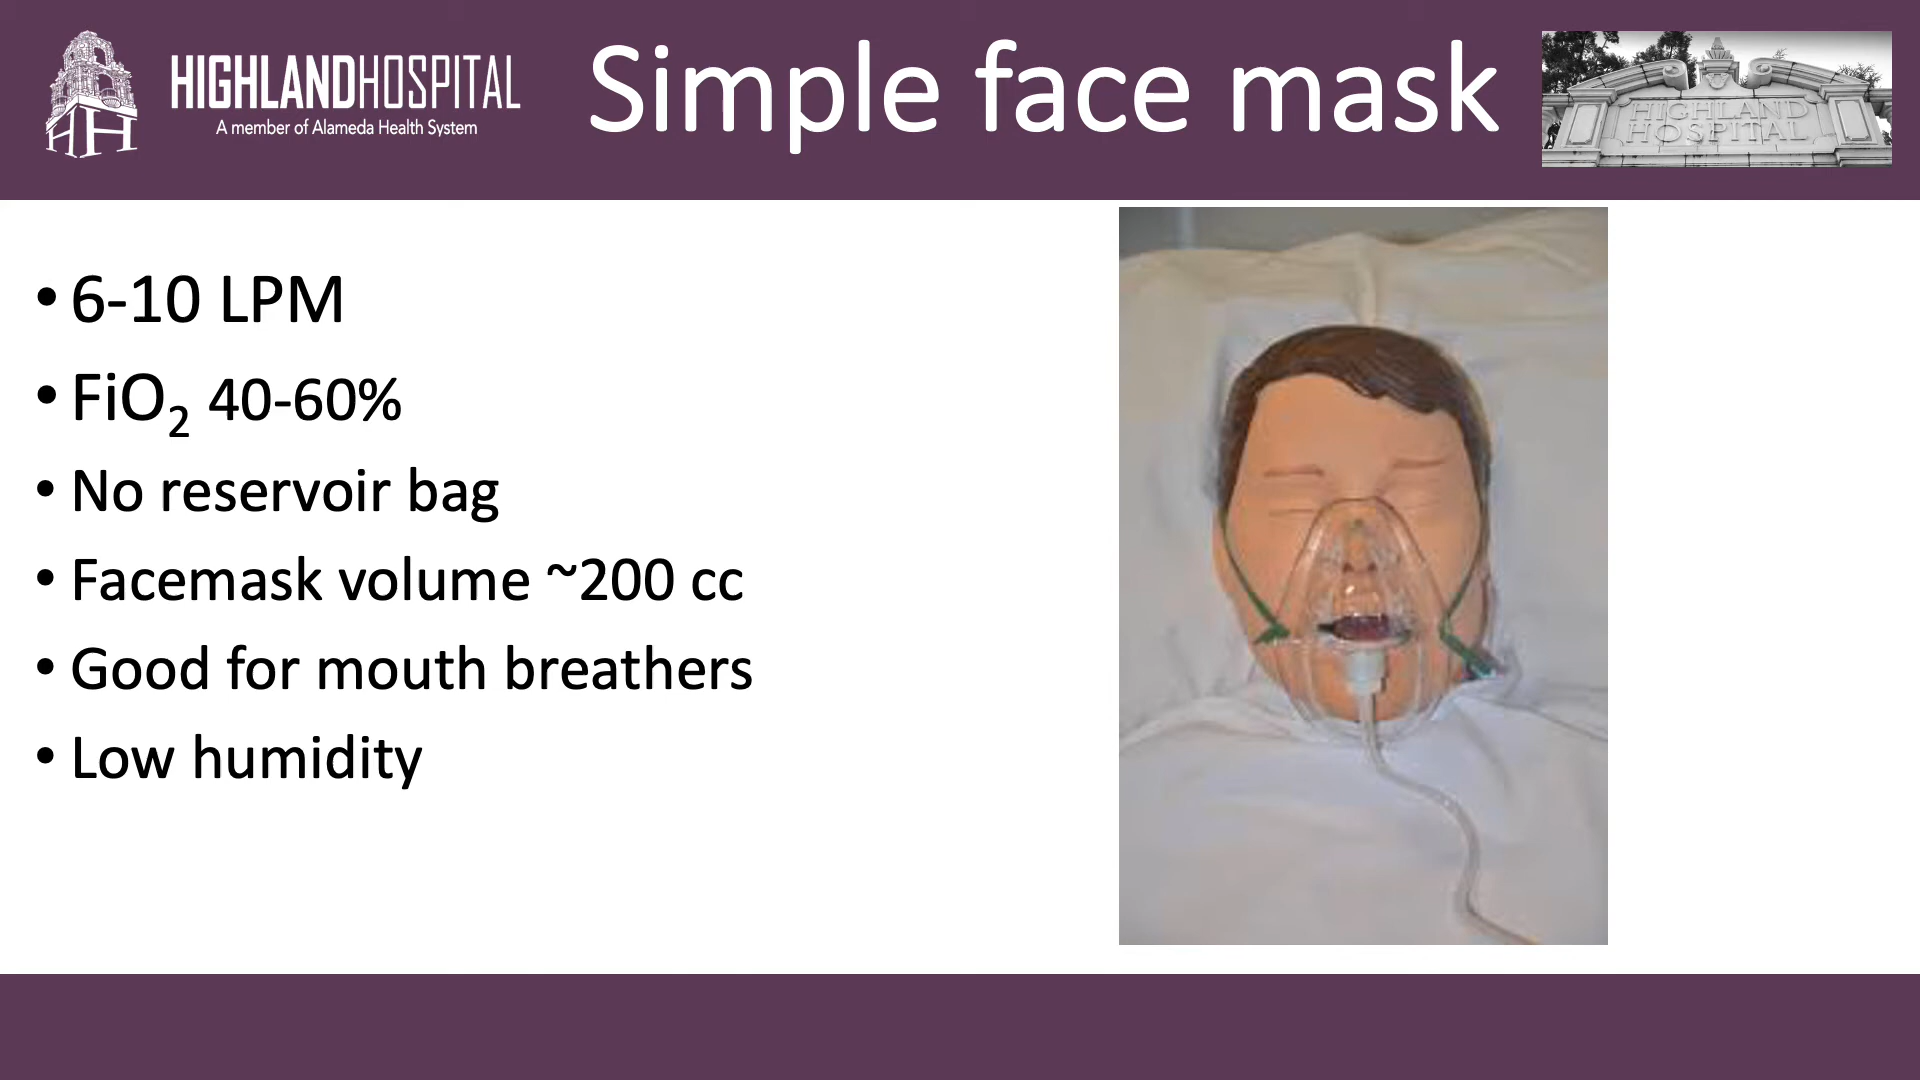 HIGHLANDHOSPITAL
A member of Alameda Health System
Simple face mask
HIGHLAND
HOSPITAL
• 6-10 LPM
• FiO₂ 40-60%
• No reservoir bag
• Facemask volume ~200 cc
• Good for mouth breathers
• Low humidity